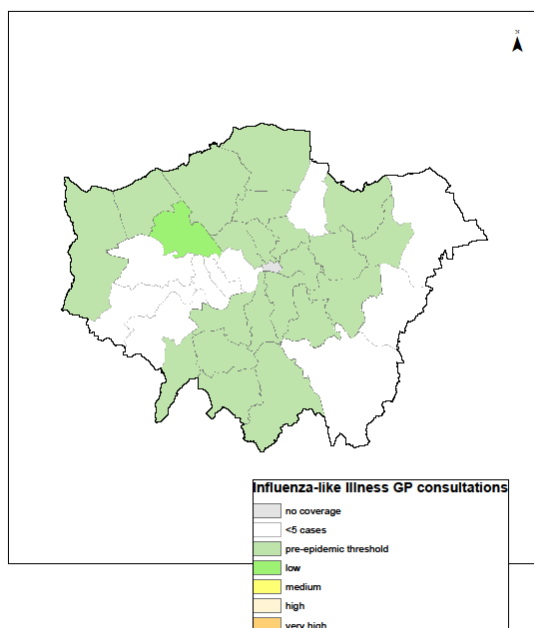 N
Influenza-like Illness GP consultations
no coverage
<5 cases
pre-epidemic threshold
low
medium
high
very high